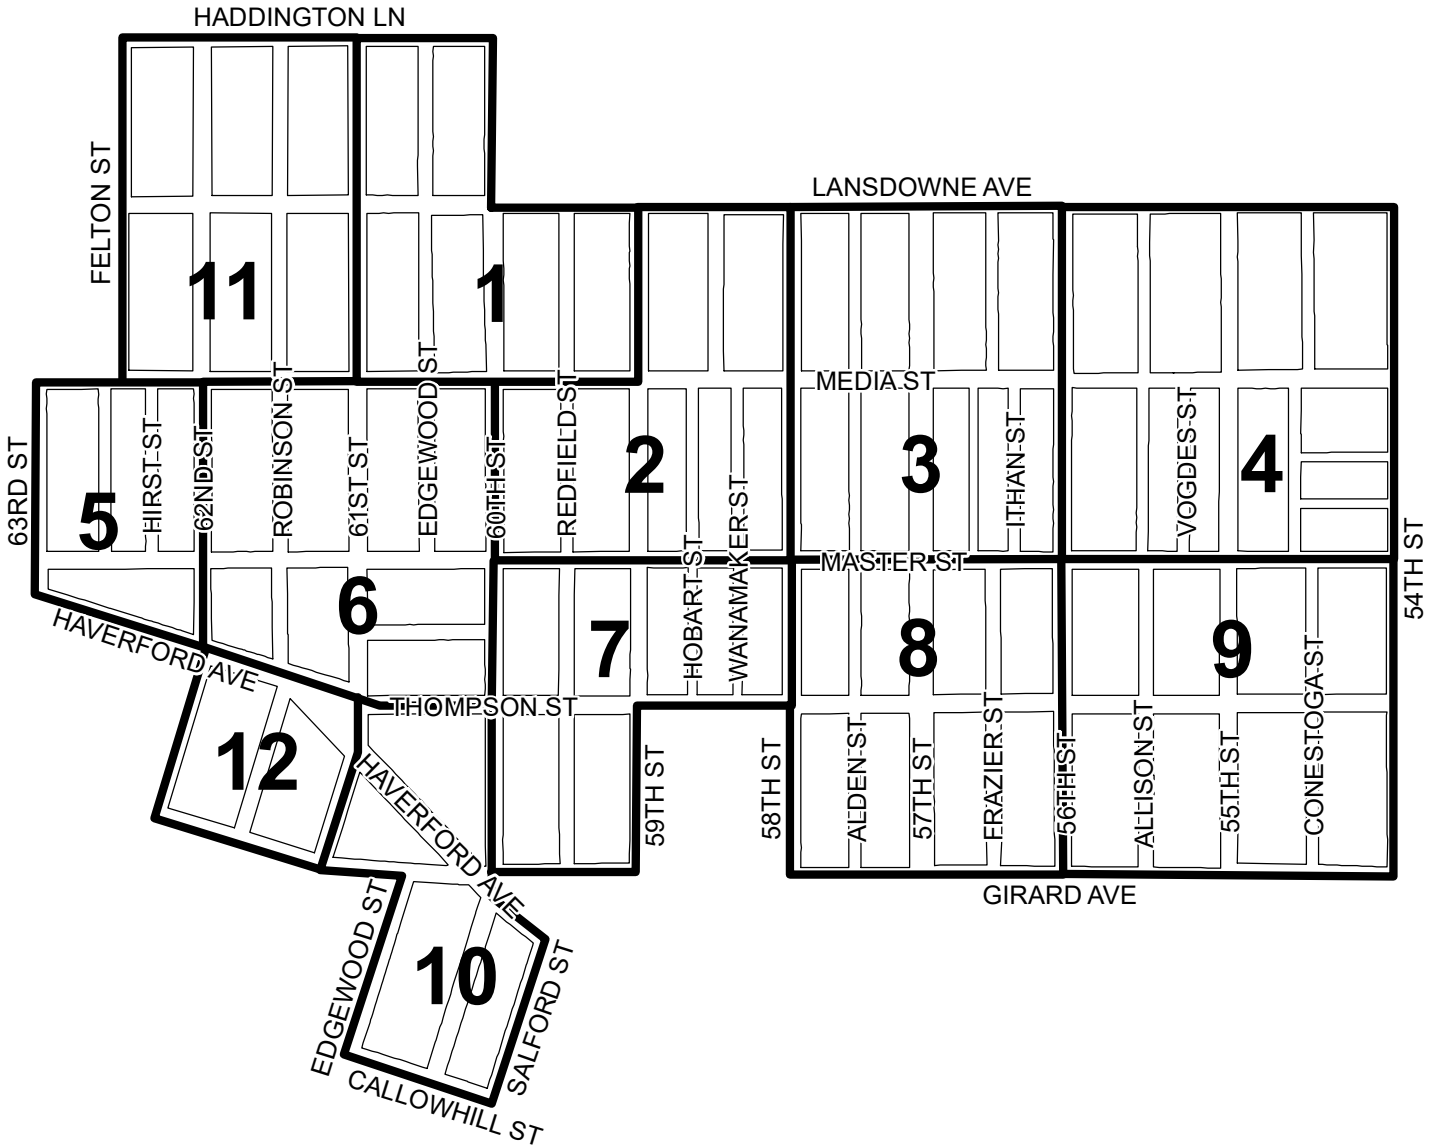 HADDINGTON LN
LANSDOWNE AVE
FELTON ST
11
1
MEDIA ST
63RD ST
5
HIRST ST
62ND ST
ROBINSON ST
61ST ST
EDGEWOOD ST
60TH ST
REDFIELD ST
2
3
ITHAN ST
VOGDES ST
4
54TH ST
MASTER ST
HAVERFORD AVE
6
7
HOBART ST
WANAMAKER ST
8
9
THOMPSON ST
12
HAVERFORD AVE
59TH ST
58TH ST
ALDEN ST
57TH ST
FRAZIER ST
56TH ST
ALLISON ST
55TH ST
CONESTOGA ST
GIRARD AVE
EDGEWOOD ST
10
SALFORD ST
CALLOWHILL ST